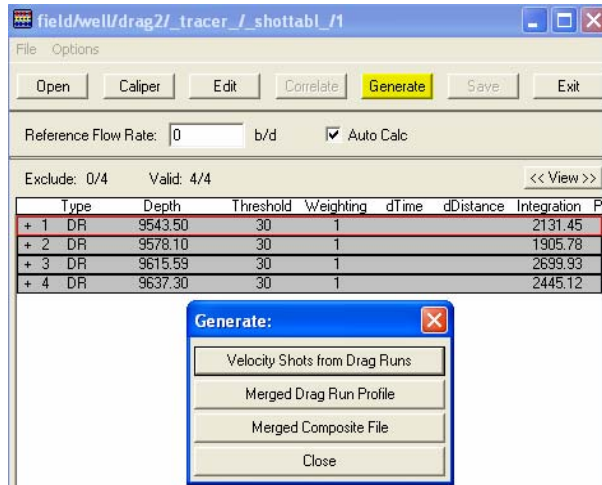 field/well/drag2/_tracer_/_shottabl_/1
File Options
Open Caliper Edit Correlate Generate Save Exit
Reference Flow Rate: 0 b/d Auto Calc
Exclude: 0/4 Valid: 4/4 << View >>
Type Depth Threshold Weighting dTime dDistance Integration P
+ 1 DR 9543.50 30 1 2131.45
+ 2 DR 9578.10 30 1 1905.78
+ 3 DR 9615.59 30 1 2699.93
+ 4 DR 9637.30 30 1 2445.12
Generate:
Velocity Shots from Drag Runs
Merged Drag Run Profile
Merged Composite File
Close